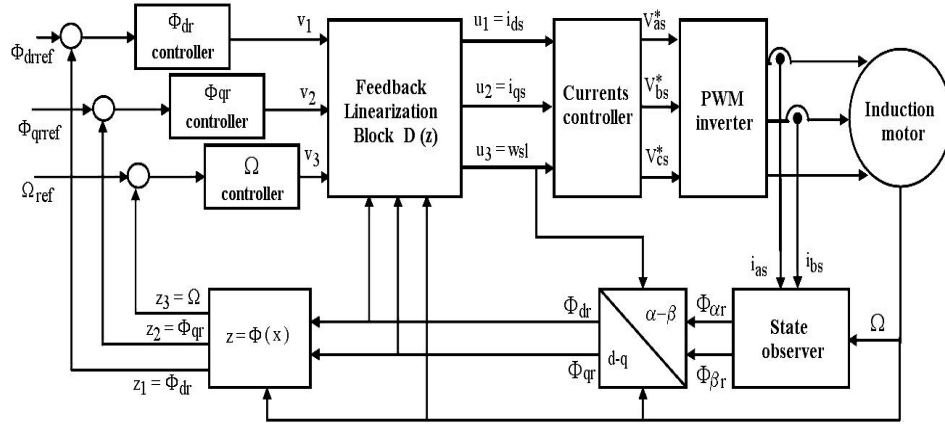 Φdrref
Φdr
controller
v1
Φqrref
Φqr
controller
v2
Ωref
Ω
controller
v3
Feedback
Linearization
Block D (z)
u1 = ids
u2 = iqs
u3 = wsl
Currents
controller
V*as
V*bs
V*cs
PWM
inverter
Induction
motor
ias
ibs
z3 = Ω
z2 = Φqr
z1 = Φdr
z = Φ(x)
Φdr
Φqr
α−β
d-q
Φαr
Φβr
State
observer
Ω